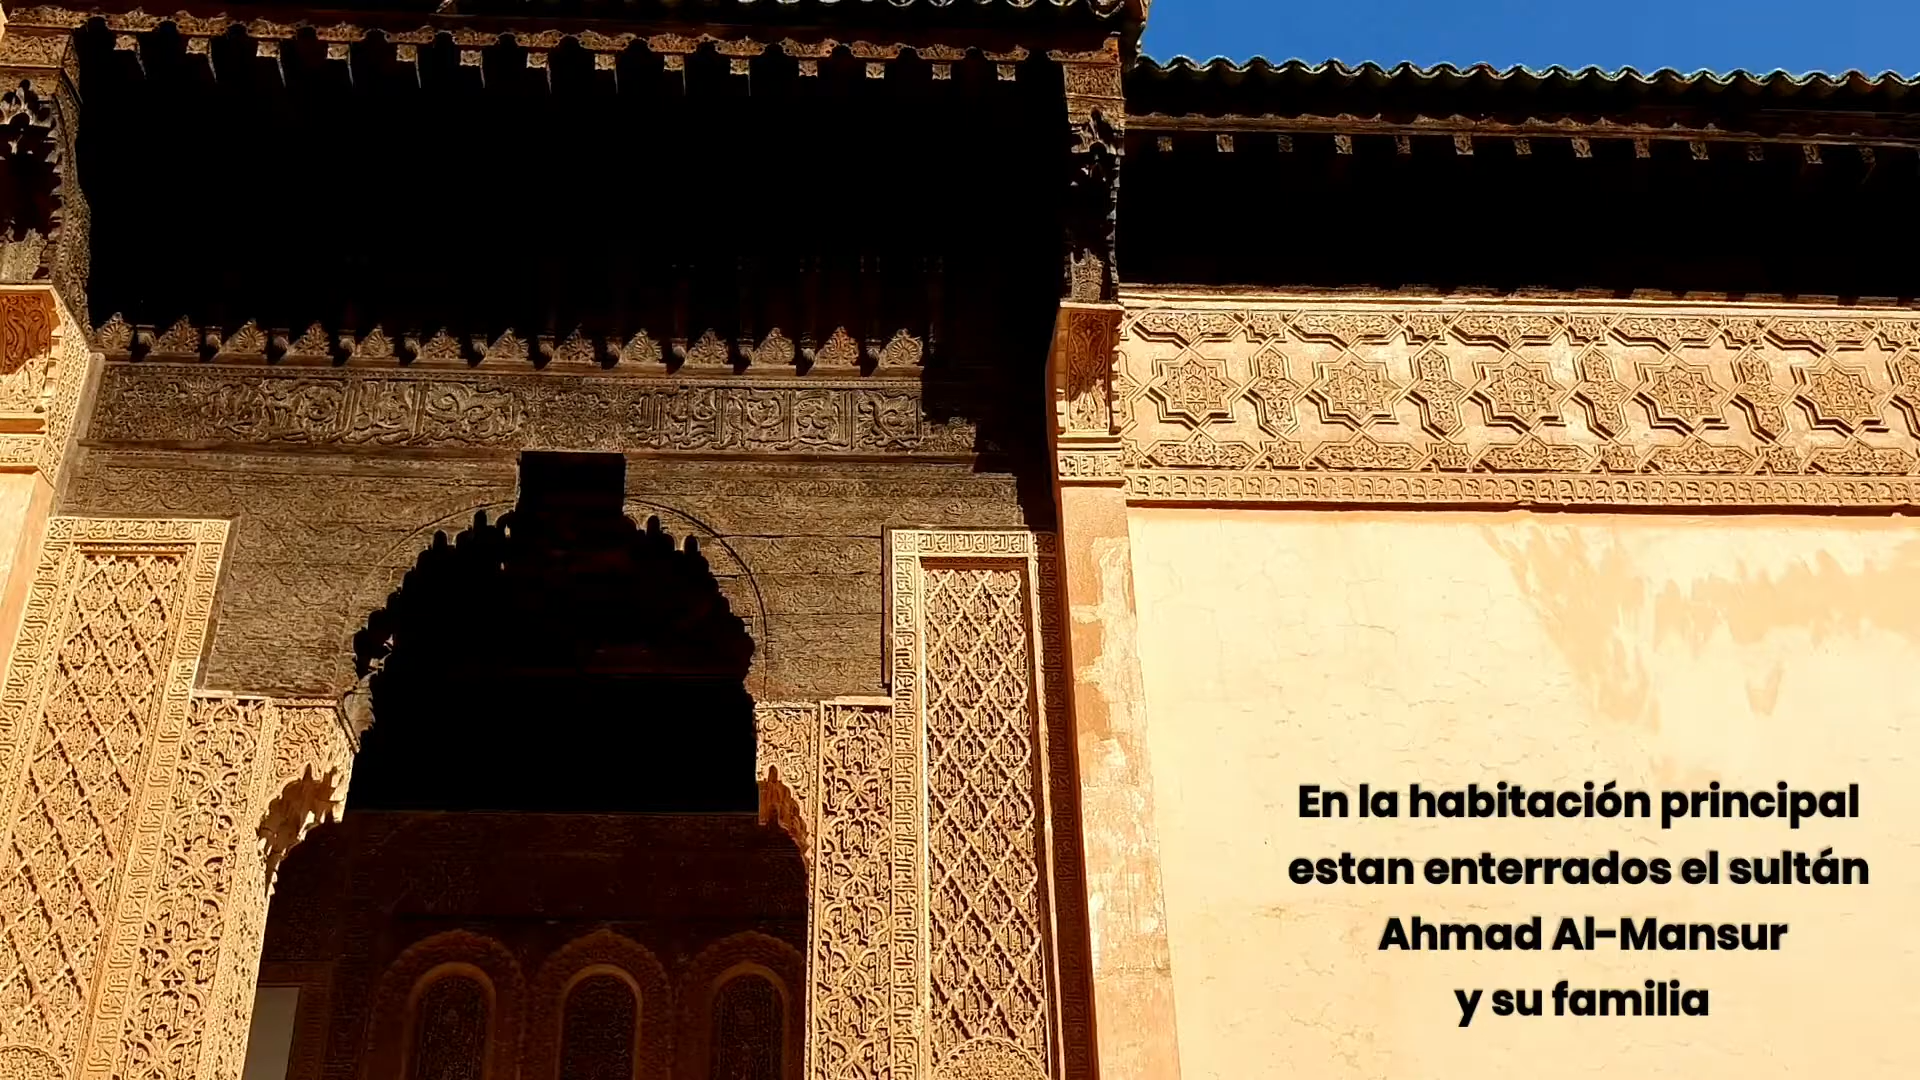 En la habitación principal
estan enterrados el sultán
Ahmad Al-Mansur
y su familia